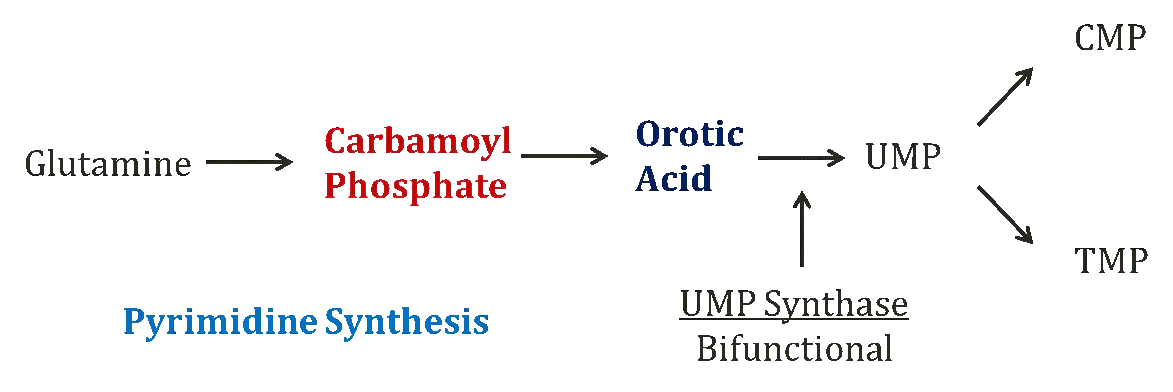 Glutamine
Carbamoyl
Phosphate
Orotic
Acid
UMP
CMP
TMP
UMP Synthase
Bifunctional
Pyrimidine Synthesis